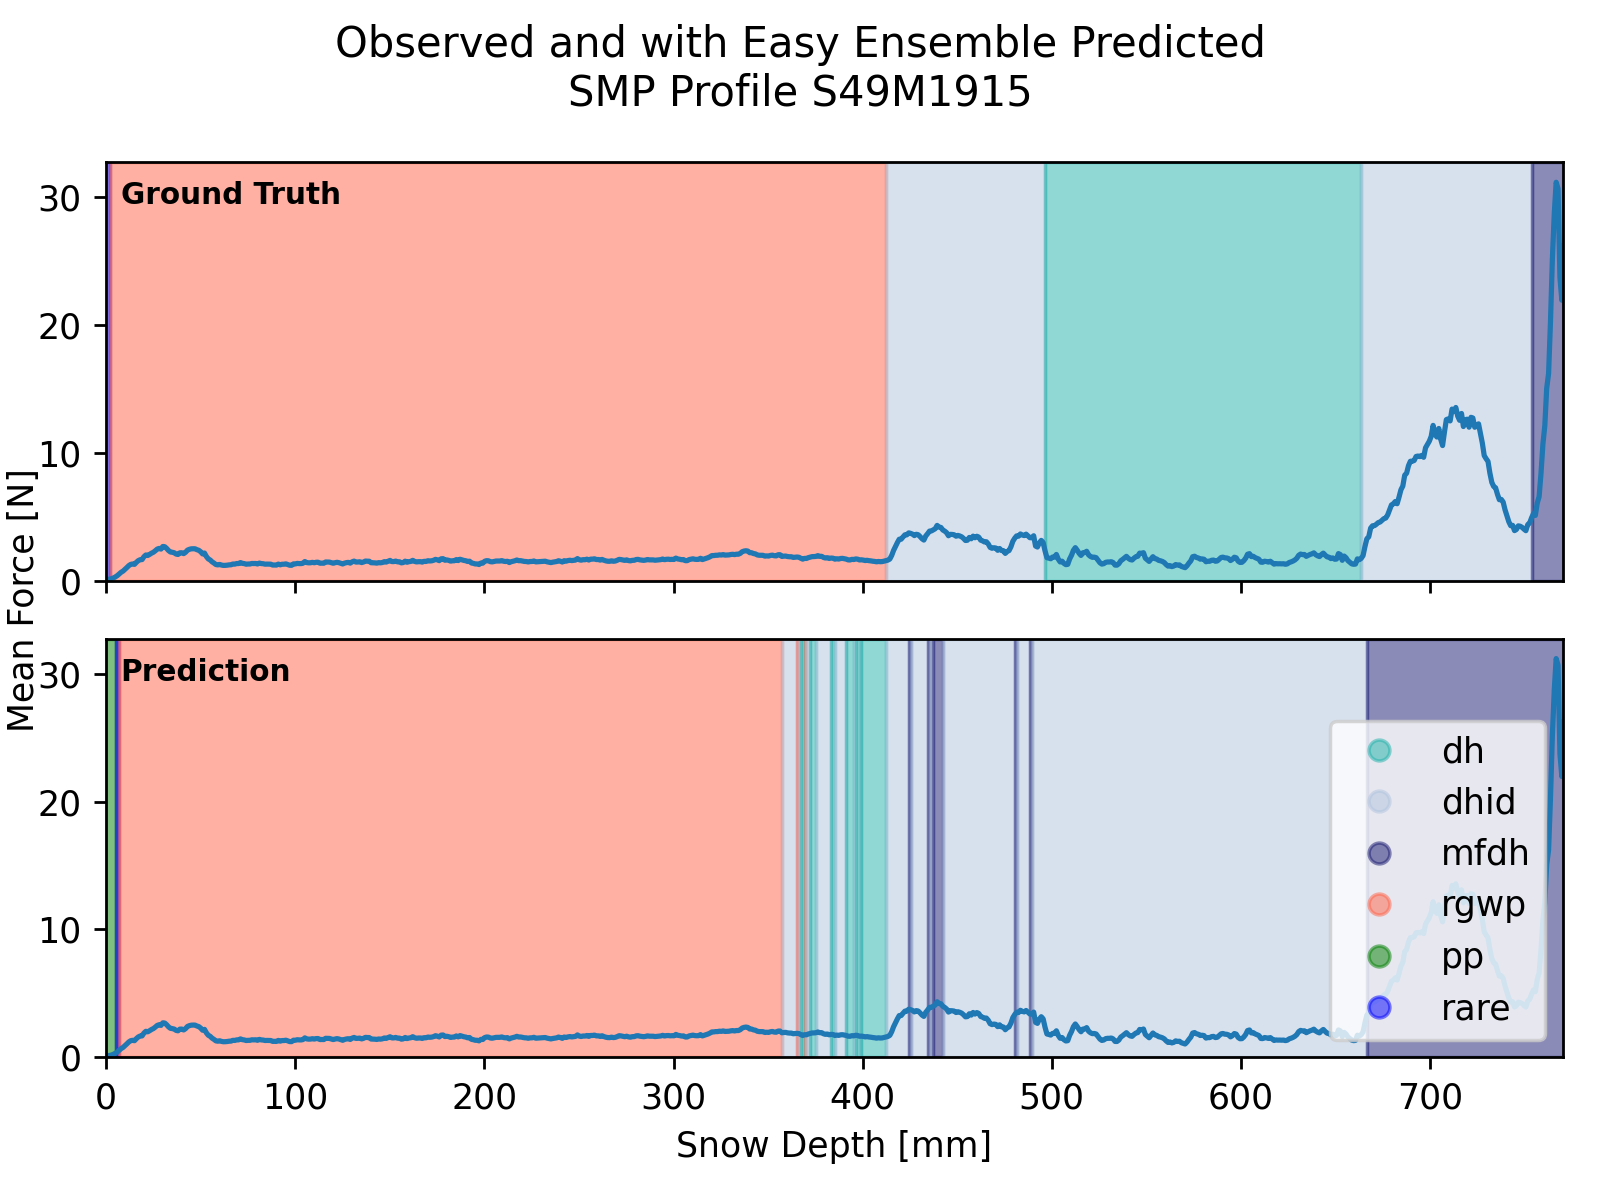 Observed and with Easy Ensemble Predicted
SMP Profile S49M1915
Mean Force [N]
30
20
10
0
Ground Truth
0
100
200
300
400
500
600
700
30
20
10
0
Prediction
dh
dhid
mfdh
rgwp
pp
rare
Snow Depth [mm]